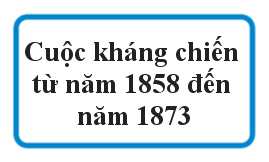 Cuộc kháng chiến
từ năm 1858 đến
năm 1873